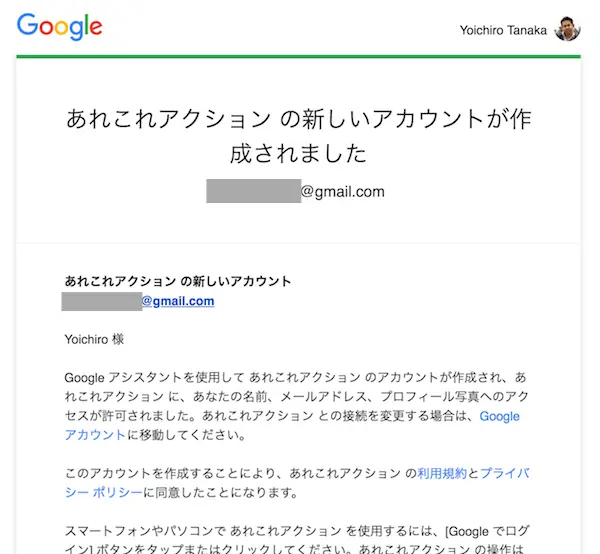 Google
Yoichiro Tanaka
あれこれアクション の新しいアカウントが作
成されました
@gmail.com
あれこれアクション の新しいアカウント
@gmail.com
Yoichiro 様
Google アシスタントを使用して あれこれアクション のアカウントが作成され、あ
れこれアクション に、あなたの名前、メールアドレス、プロフィール写真へのアク
セスが許可されました。あれこれアクション との接続を変更する場合は、Google
アカウントに移動してください。
このアカウントを作成することにより、あれこれアクション の利用規約とプライバ
シー ポリシーに同意したことになります。
スマートフォンやパソコンで あれこれアクション を使用するには、[Google でログ
イン] ボタンをタップまたはクリックしてください。あれこれアクション の操作は